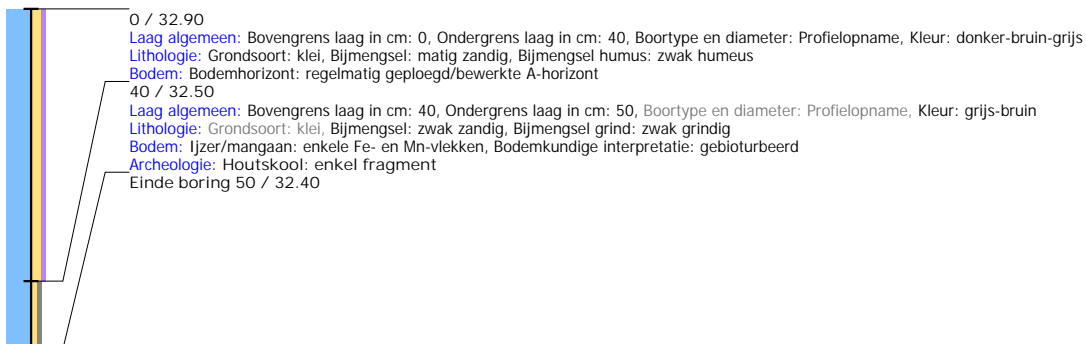 0 / 32.90
Laag algemeen: Bovengrens laag in cm: 0, Ondergrens laag in cm: 40, Boortype en diameter: Profielopname, Kleur: donker-bruin-grijs
Lithologie: Grondsoort: klei, Bijmengsel: matig zandig, Bijmengsel humus: zwak humeus
Bodem: Bodemhorizont: regelmatig geploegd/bewerkte A-horizont
40 / 32.50
Laag algemeen: Bovengrens laag in cm: 40, Ondergrens laag in cm: 50, Boortype en diameter: Profielopname, Kleur: grijs-bruin
Lithologie: Grondsoort: klei, Bijmengsel: zwak zandig, Bijmengsel grind: zwak grindig
Bodem: Ijzer/mangaan: enkele Fe- en Mn-vlekken, Bodemkundige interpretatie: gebioturbeerd
Archeologie: Houtskool: enkel fragment
Einde boring 50 / 32.40